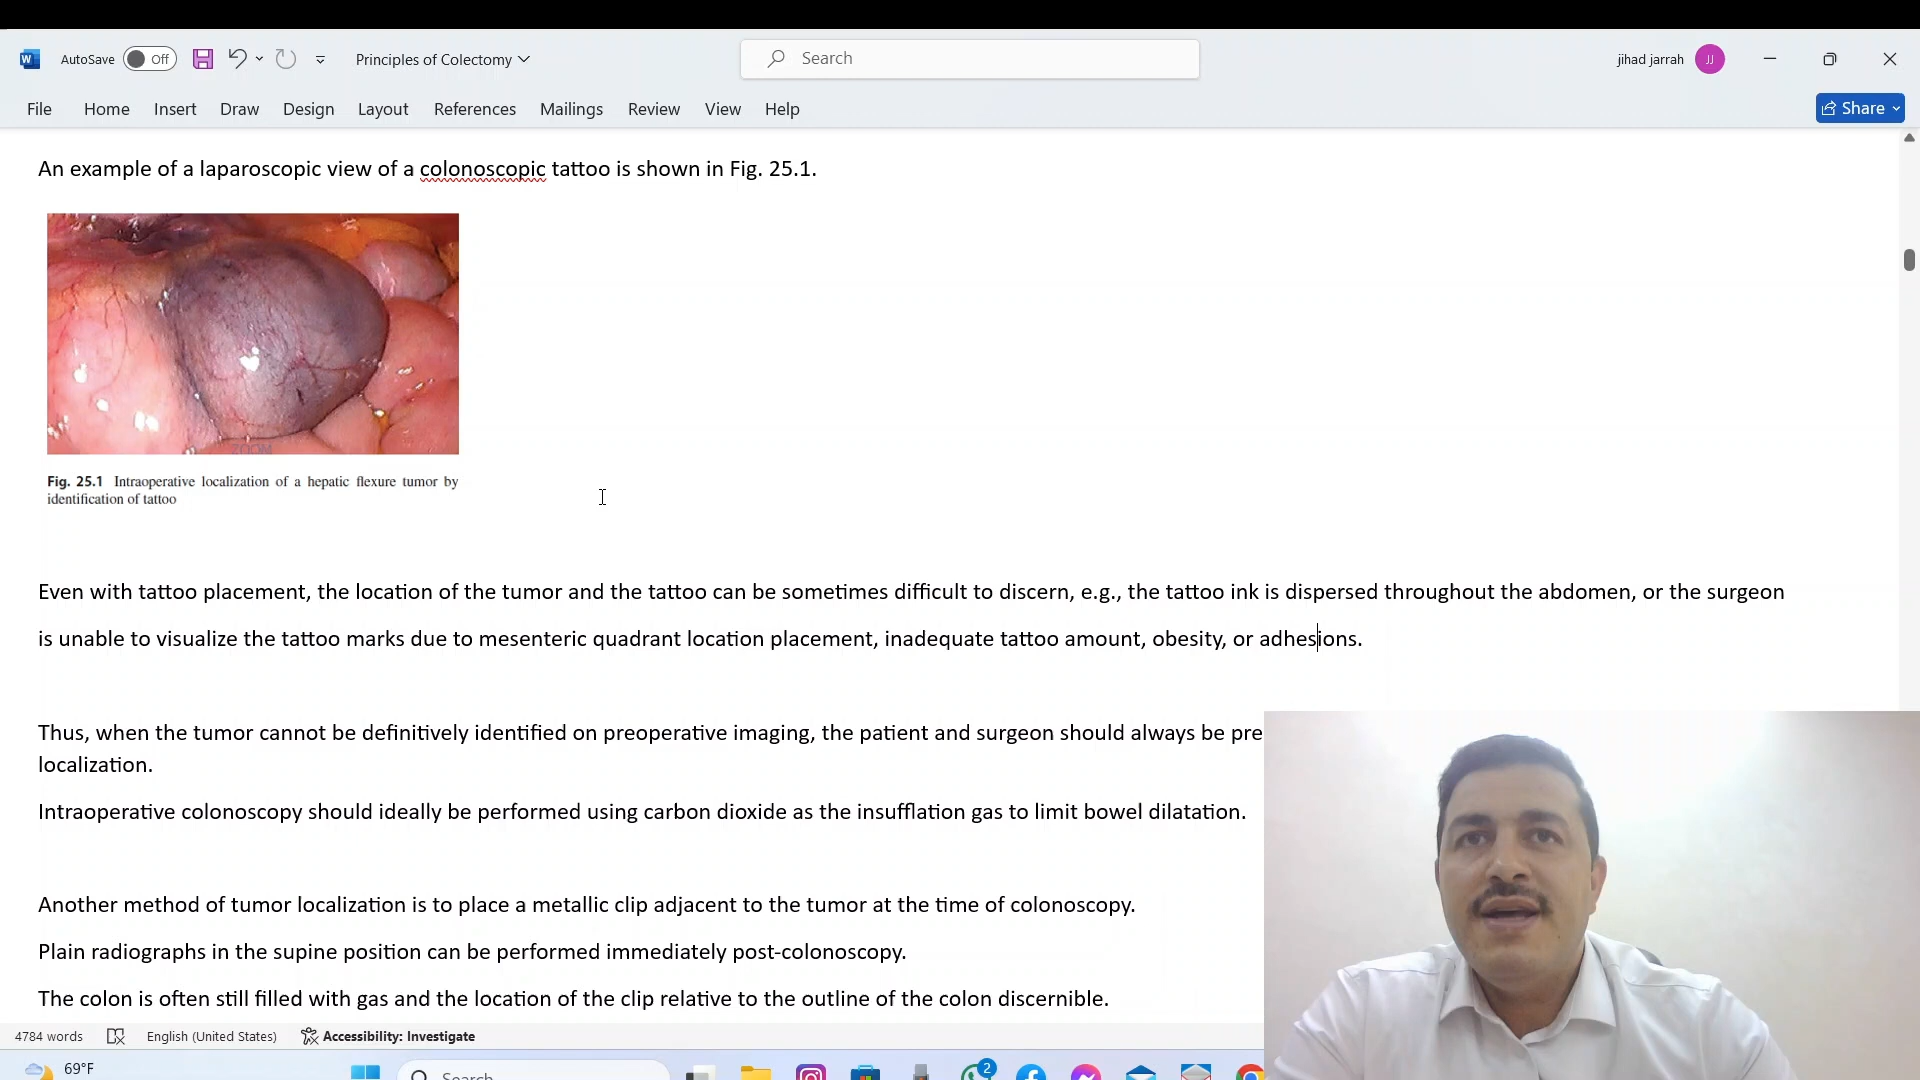 AutoSave Off Principles of Colectomy Search jihad jarrah JJ
File Home Insert Draw Design Layout References Mailings Review View Help Share
An example of a laparoscopic view of a colonoscopic tattoo is shown in Fig. 25.1.
ZOOM
Fig. 25.1 Intraoperative localization of a hepatic flexure tumor by
identification of tattoo
Even with tattoo placement, the location of the tumor and the tattoo can be sometimes difficult to discern, e.g., the tattoo ink is dispersed throughout the abdomen, or the surgeon
is unable to visualize the tattoo marks due to mesenteric quadrant location placement, inadequate tattoo amount, obesity, or adhesions.
Thus, when the tumor cannot be definitively identified on preoperative imaging, the patient and surgeon should always be pre
localization.
Intraoperative colonoscopy should ideally be performed using carbon dioxide as the insufflation gas to limit bowel dilatation.
Another method of tumor localization is to place a metallic clip adjacent to the tumor at the time of colonoscopy.
Plain radiographs in the supine position can be performed immediately post-colonoscopy.
The colon is often still filled with gas and the location of the clip relative to the outline of the colon discernible.
4784 words English (United States) Accessibility: Investigate
69°F Search 2